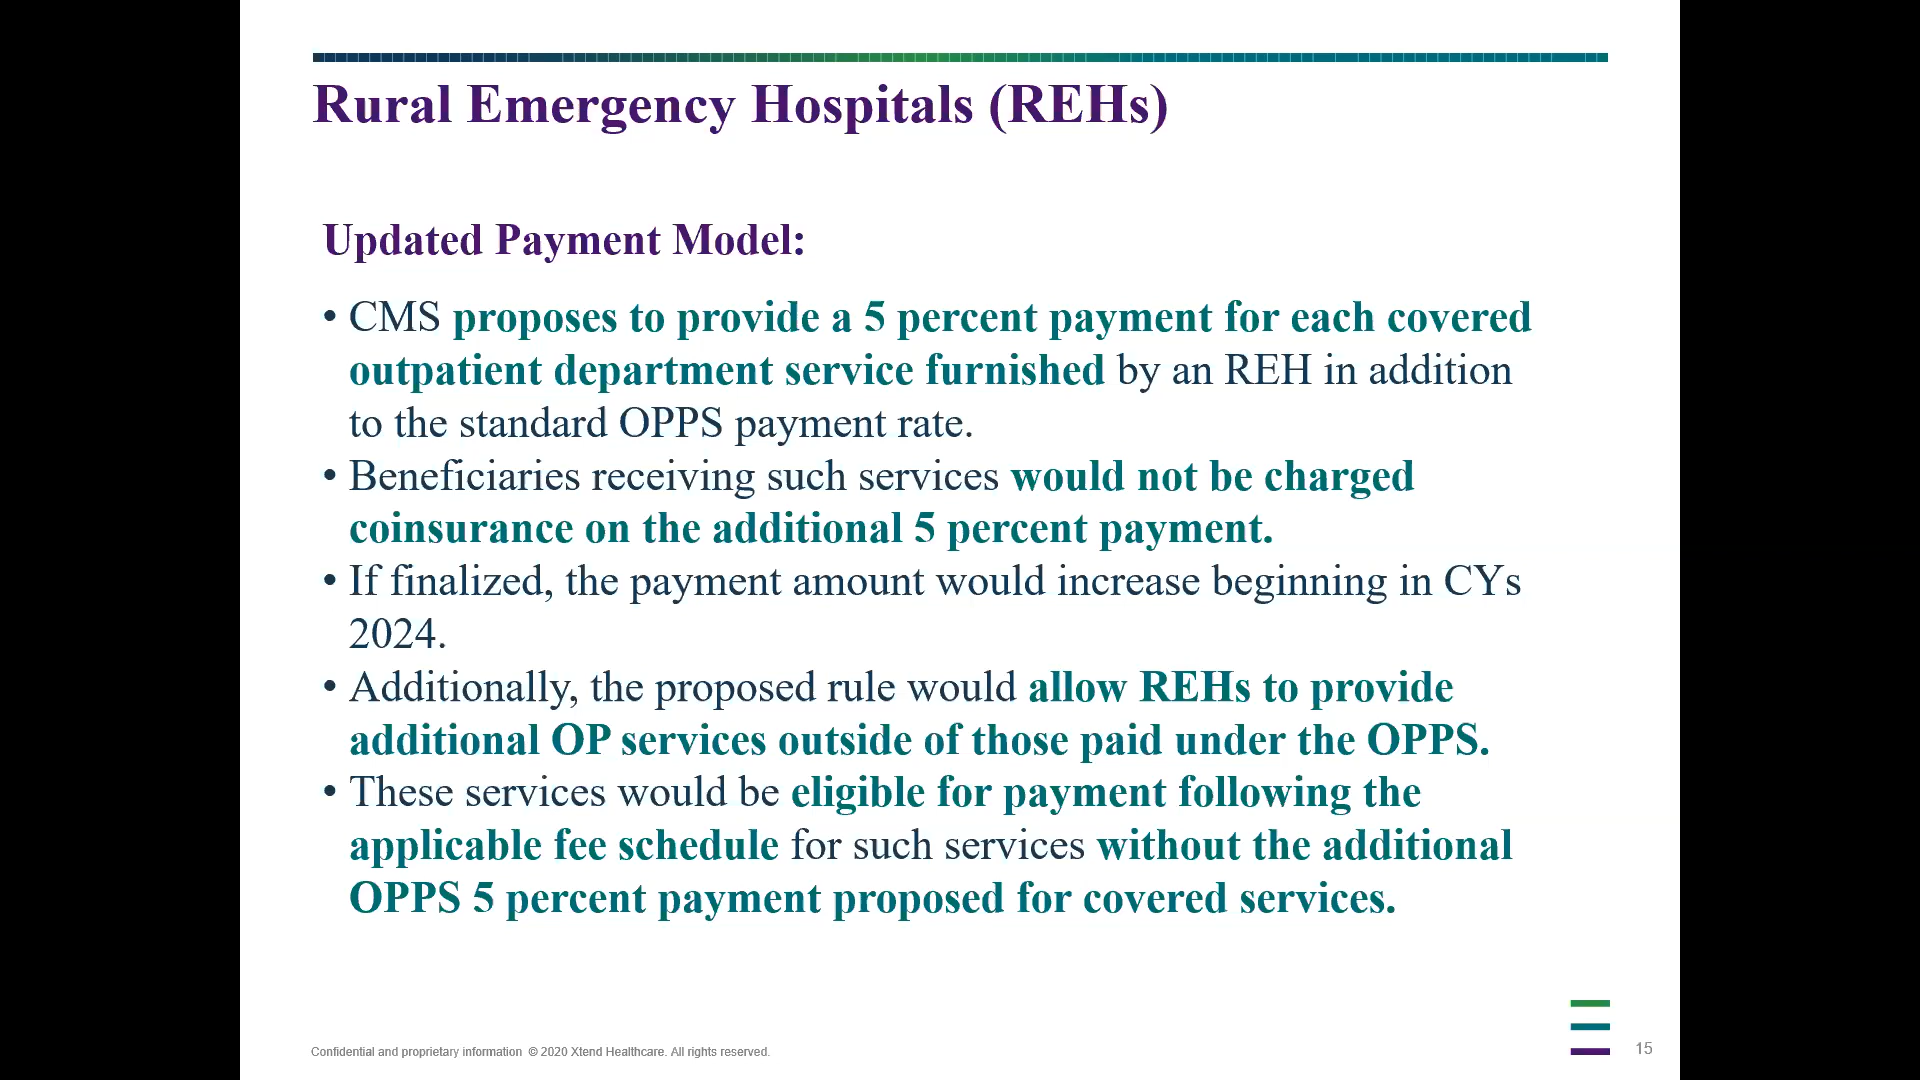 Rural Emergency Hospitals (REHs)
Updated Payment Model:
• CMS proposes to provide a 5 percent payment for each covered
outpatient department service furnished by an REH in addition
to the standard OPPS payment rate.
• Beneficiaries receiving such services would not be charged
coinsurance on the additional 5 percent payment.
• If finalized, the payment amount would increase beginning in CYs
2024.
• Additionally, the proposed rule would allow REHs to provide
additional OP services outside of those paid under the OPPS.
• These services would be eligible for payment following the
applicable fee schedule for such services without the additional
OPPS 5 percent payment proposed for covered services.
Confidential and proprietary information © 2020 Xtend Healthcare. All rights reserved.
15